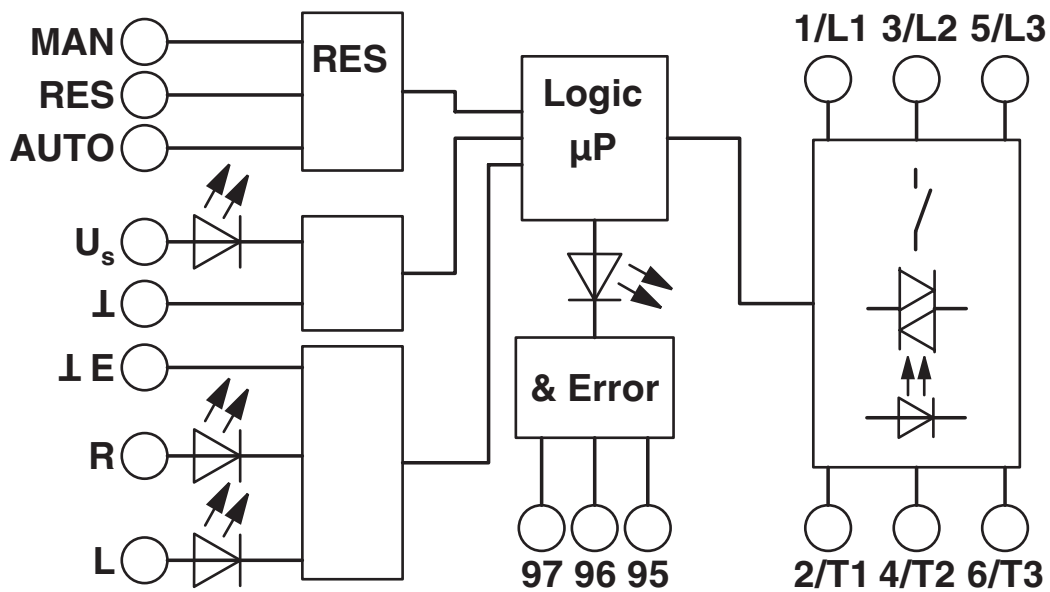 MAN
RES
AUTO
Us
⊥
⊥ E
R
L
RES
Logic
µP
& Error
97 96 95
1/L1 3/L2 5/L3
2/T1 4/T2 6/T3